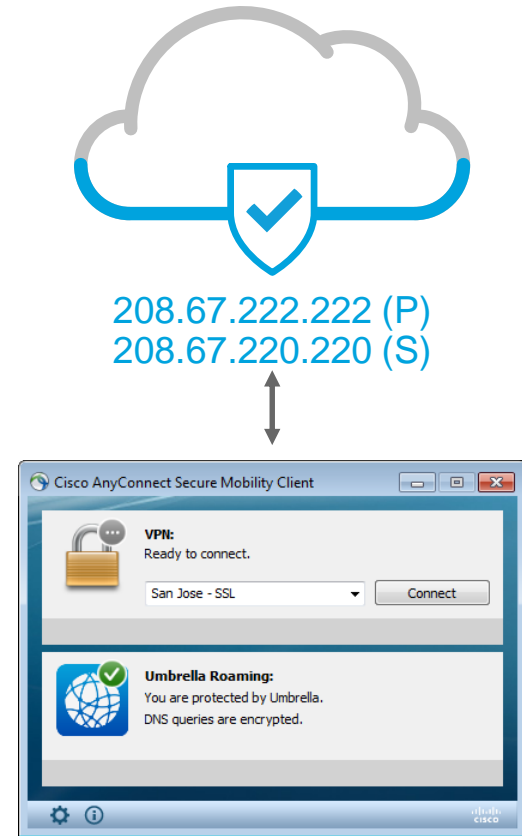 208.67.222.222 (P)
208.67.220.220 (S)
Cisco AnyConnect Secure Mobility Client
VPN:
Ready to connect.
San Jose - SSL
Connect
Umbrella Roaming:
You are protected by Umbrella.
DNS queries are encrypted.
CISCO